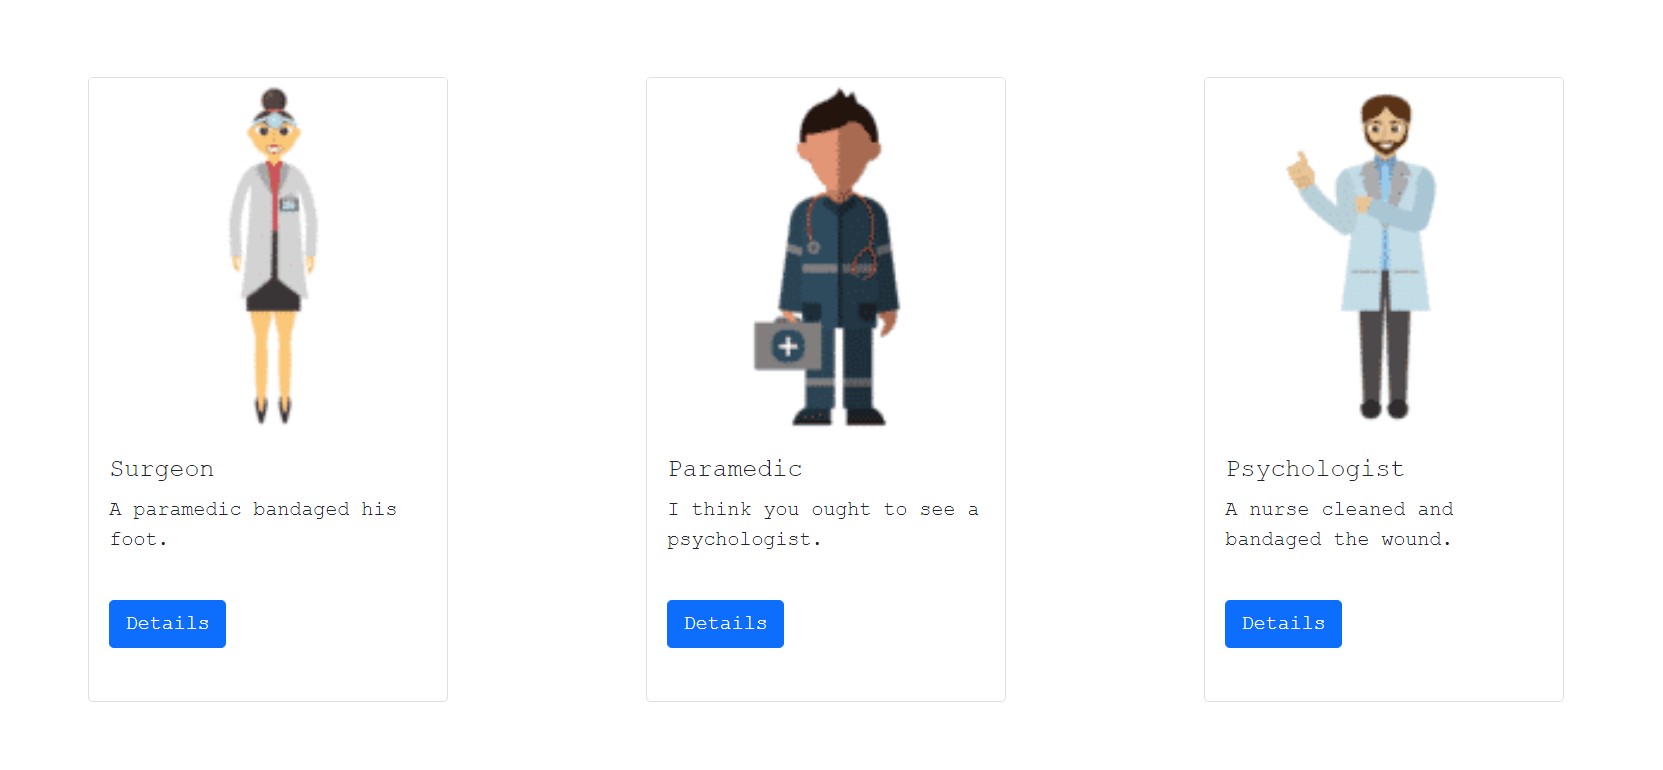 Surgeon
A paramedic bandaged his
foot.
Details
Paramedic
I think you ought to see a
psychologist.
Details
Psychologist
A nurse cleaned and
bandaged the wound.
Details